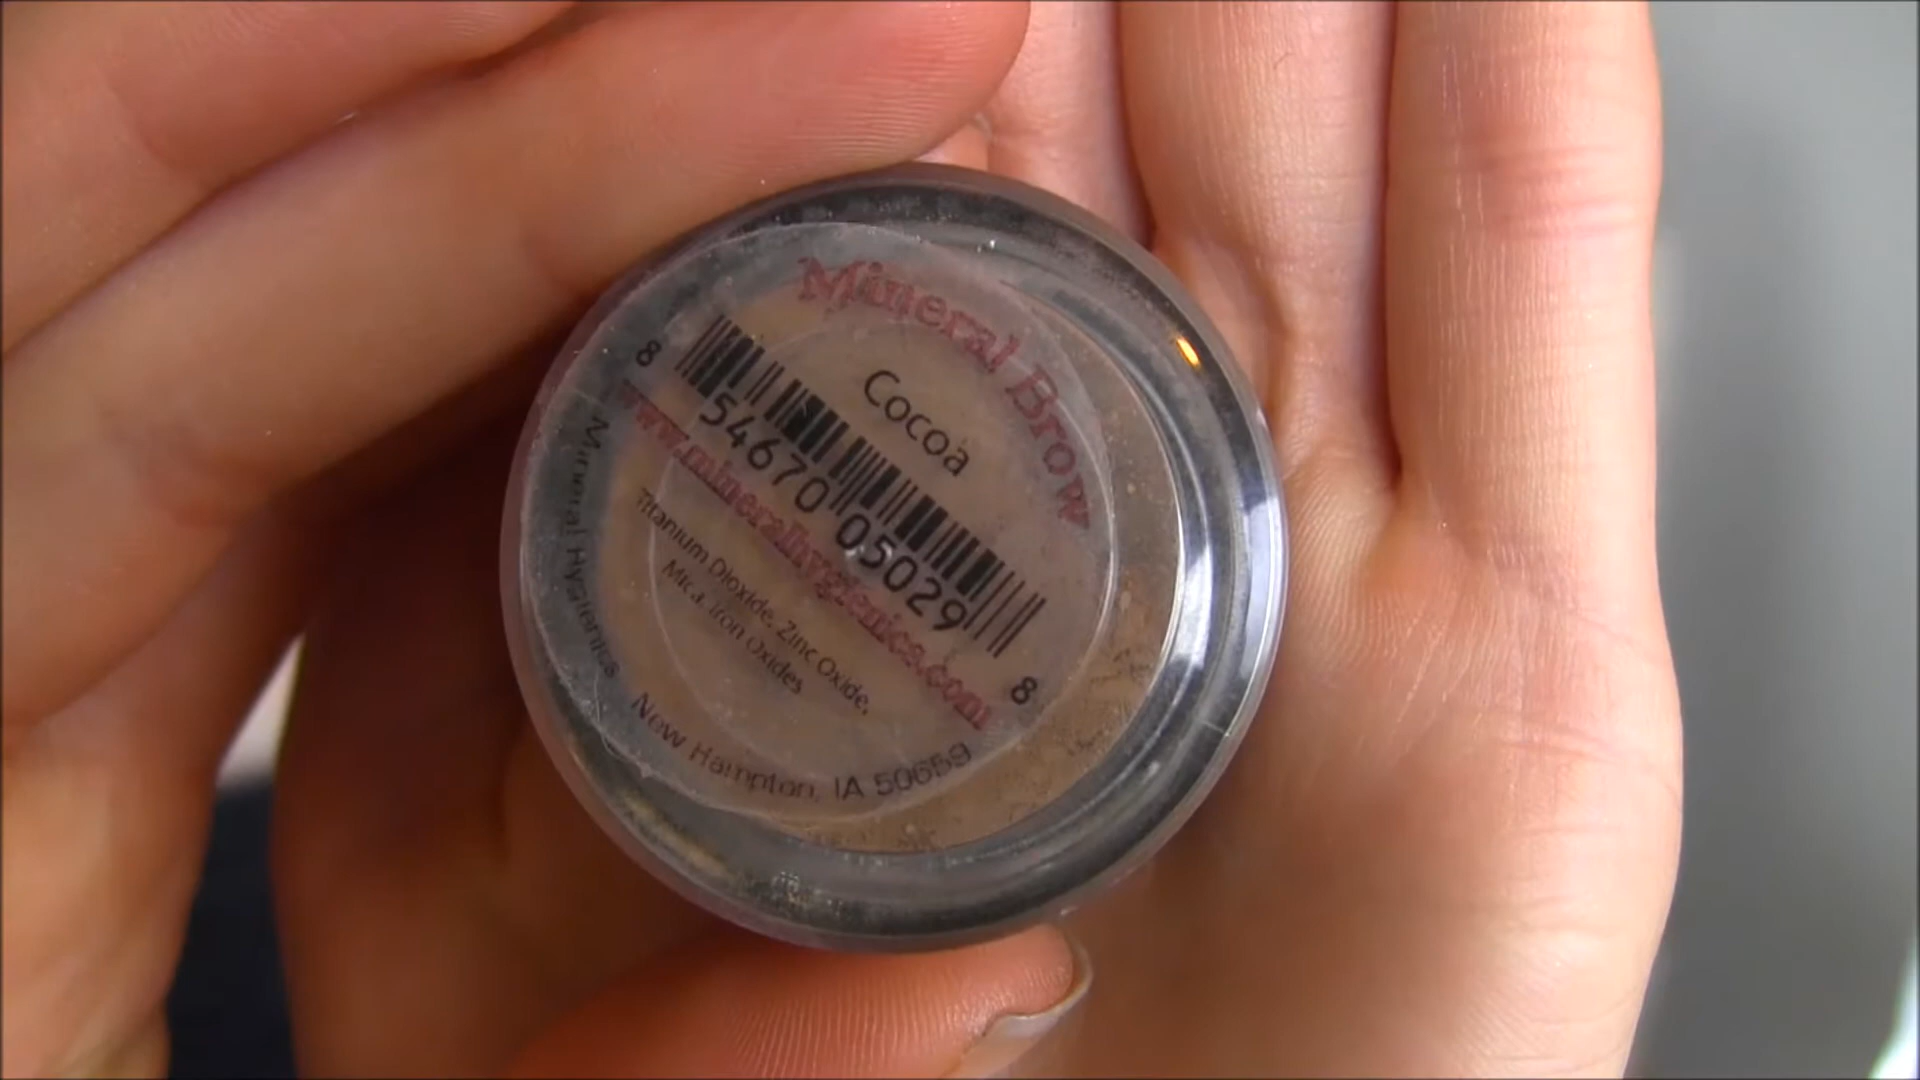 Mineral Brow
Cocoa
8 54670 05029 8
www.mineralhygienics.com
Titanium Dioxide, Zinc Oxide,
Mica, Iron Oxides
Mineral Hygienics
New Hampton, IA 50659